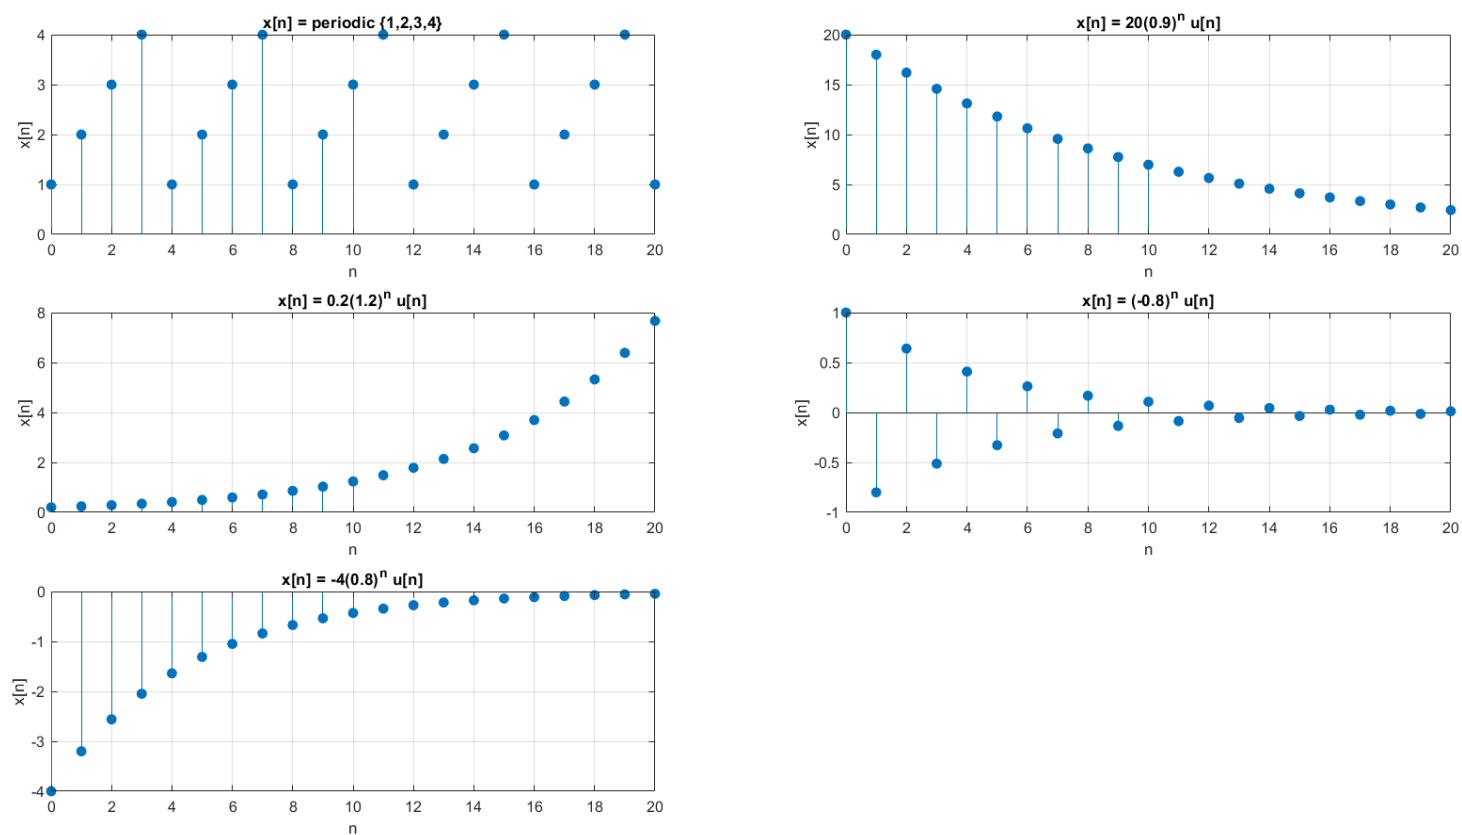 x[n] = periodic {1,2,3,4}
4
3
2
1
0
x[n]
0 2 4 6 8 10 12 14 16 18 20
n
x[n] = 20(0.9)^n u[n]
20
15
10
5
0
x[n]
0 2 4 6 8 10 12 14 16 18 20
n
x[n] = 0.2(1.2)^n u[n]
8
6
4
2
0
x[n]
0 2 4 6 8 10 12 14 16 18 20
n
x[n] = (-0.8)^n u[n]
1
0.5
0
-0.5
-1
x[n]
0 2 4 6 8 10 12 14 16 18 20
n
x[n] = -4(0.8)^n u[n]
0
-1
-2
-3
-4
x[n]
0 2 4 6 8 10 12 14 16 18 20
n